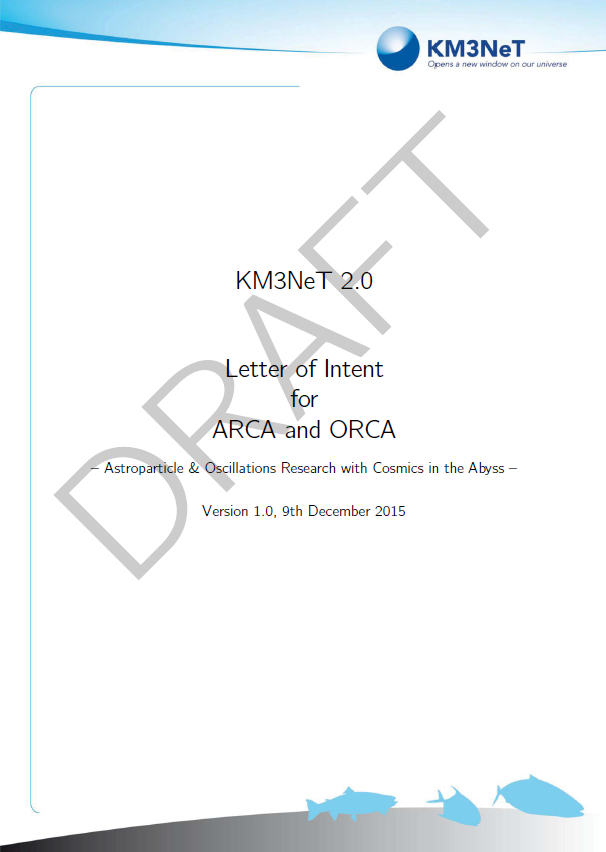 KM3NeT
Opens a new window on our universe
DRAFT
KM3NeT 2.0
Letter of Intent
for
ARCA and ORCA
– Astroparticle & Oscillations Research with Cosmics in the Abyss –
Version 1.0, 9th December 2015